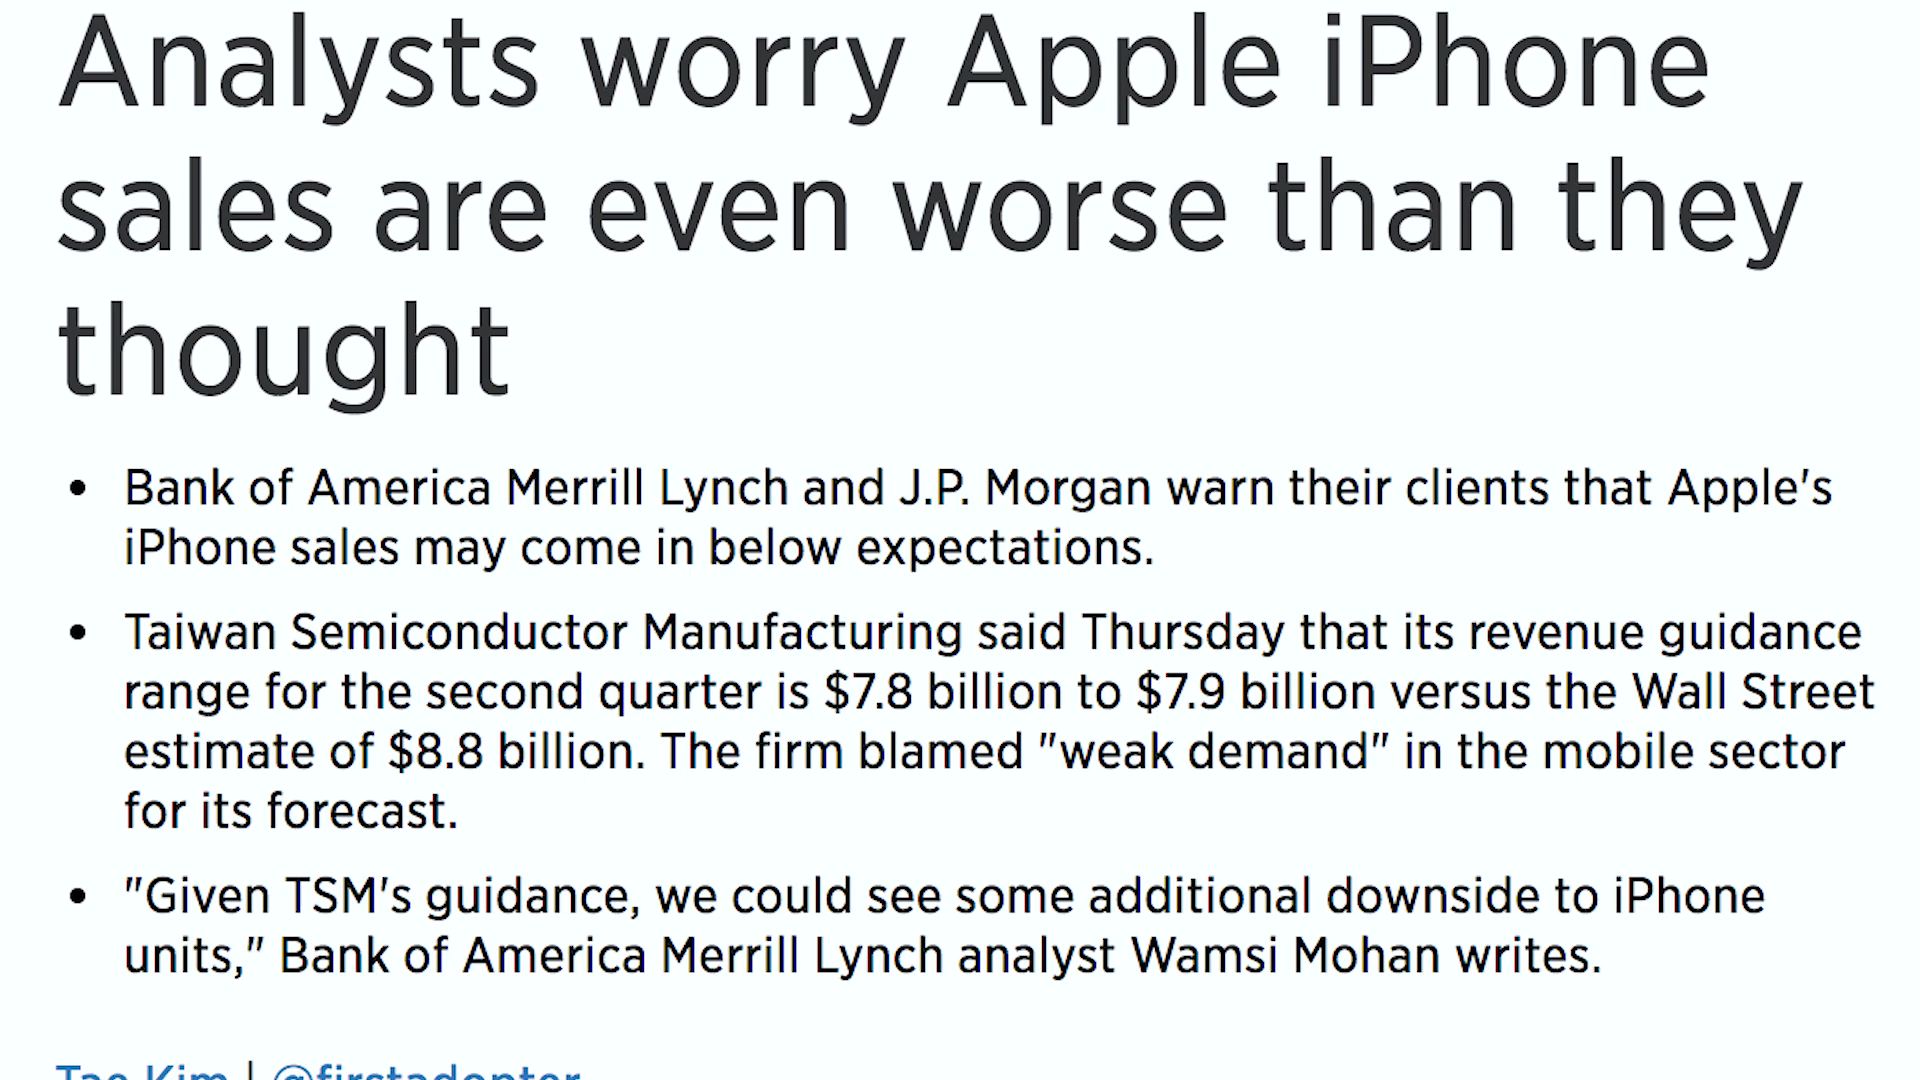 Analysts worry Apple iPhone
sales are even worse than they
thought
• Bank of America Merrill Lynch and J.P. Morgan warn their clients that Apple's
iPhone sales may come in below expectations.
• Taiwan Semiconductor Manufacturing said Thursday that its revenue guidance
range for the second quarter is $7.8 billion to $7.9 billion versus the Wall Street
estimate of $8.8 billion. The firm blamed "weak demand" in the mobile sector
for its forecast.
• "Given TSM's guidance, we could see some additional downside to iPhone
units," Bank of America Merrill Lynch analyst Wamsi Mohan writes.
Tae Kim | @firstadopter